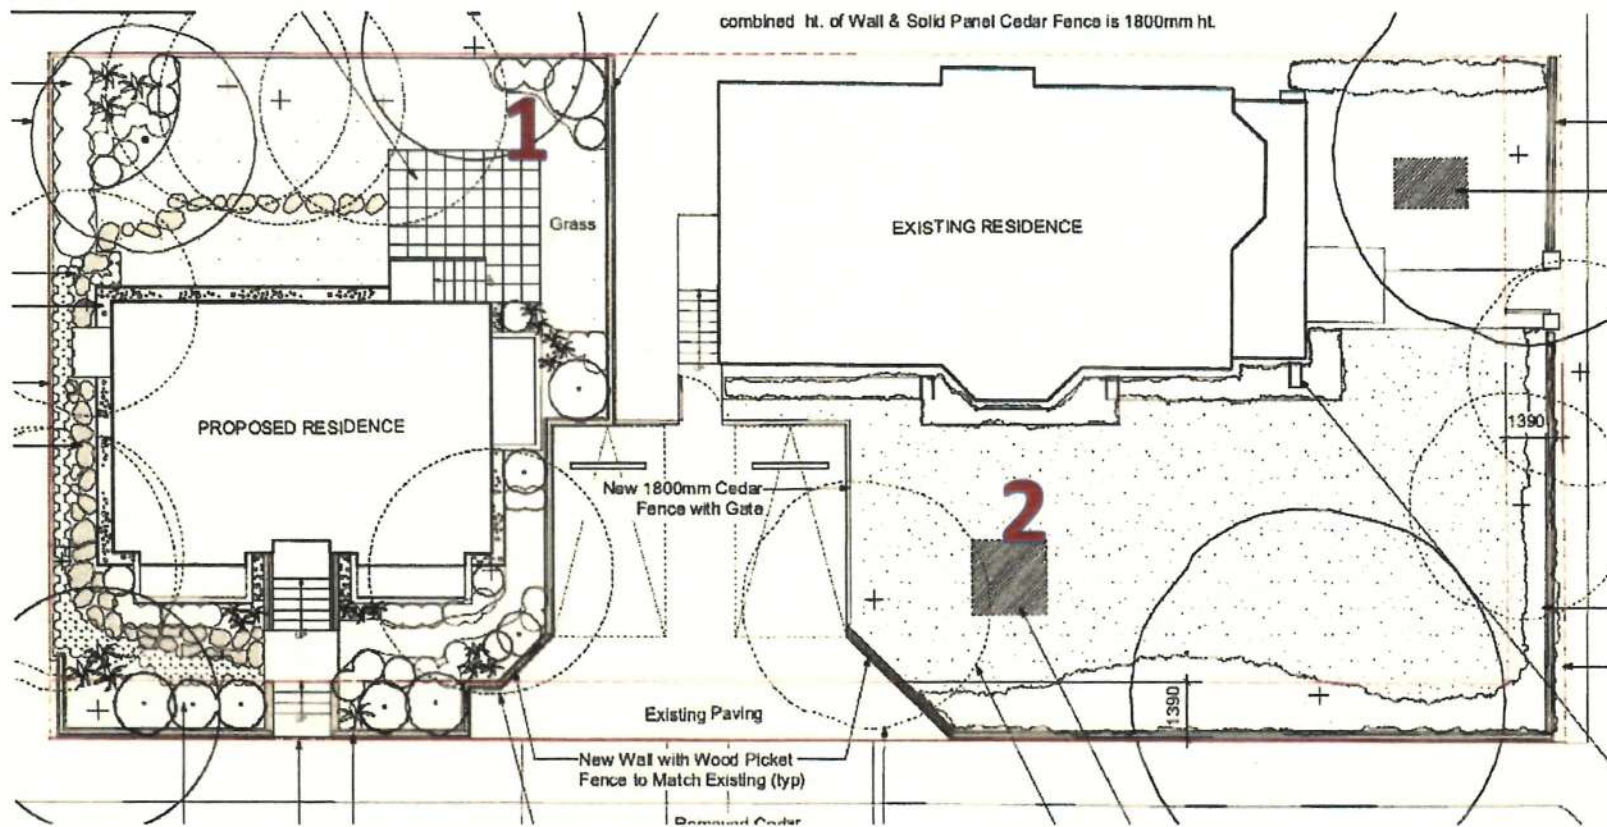 combined ht. of Wall & Solid Panel Cedar Fence is 1800mm ht.
1
Grass
EXISTING RESIDENCE
PROPOSED RESIDENCE
1390
New 1800mm Cedar
Fence with Gate
2
Existing Paving
1390
New Wall with Wood Picket
Fence to Match Existing (typ)
Removed Cedar